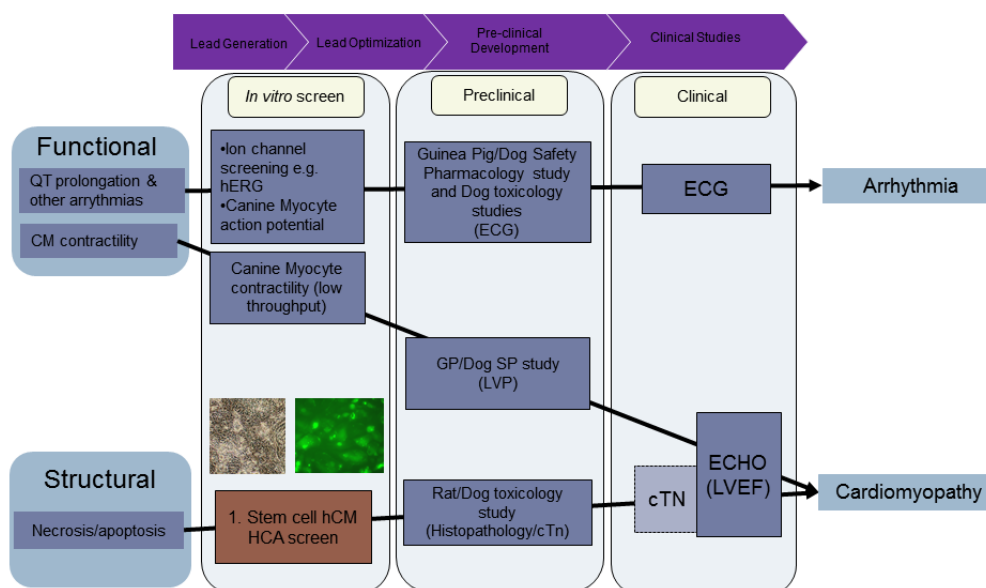 Lead Generation
Lead Optimization
Pre-clinical
Development
Clinical Studies
In vitro screen
Preclinical
Clinical
Functional
QT prolongation &
other arrythmias
CM contractility
•Ion channel
screening e.g.
hERG
•Canine Myocyte
action potential
Guinea Pig/Dog Safety
Pharmacology study
and Dog toxicology
studies
(ECG)
ECG
Arrhythmia
Canine Myocyte
contractility (low
throughput)
GP/Dog SP study
(LVP)
Structural
Necrosis/apoptosis
1. Stem cell hCM
HCA screen
Rat/Dog toxicology
study
(Histopathology/cTn)
cTN
ECHO
(LVEF)
Cardiomyopathy